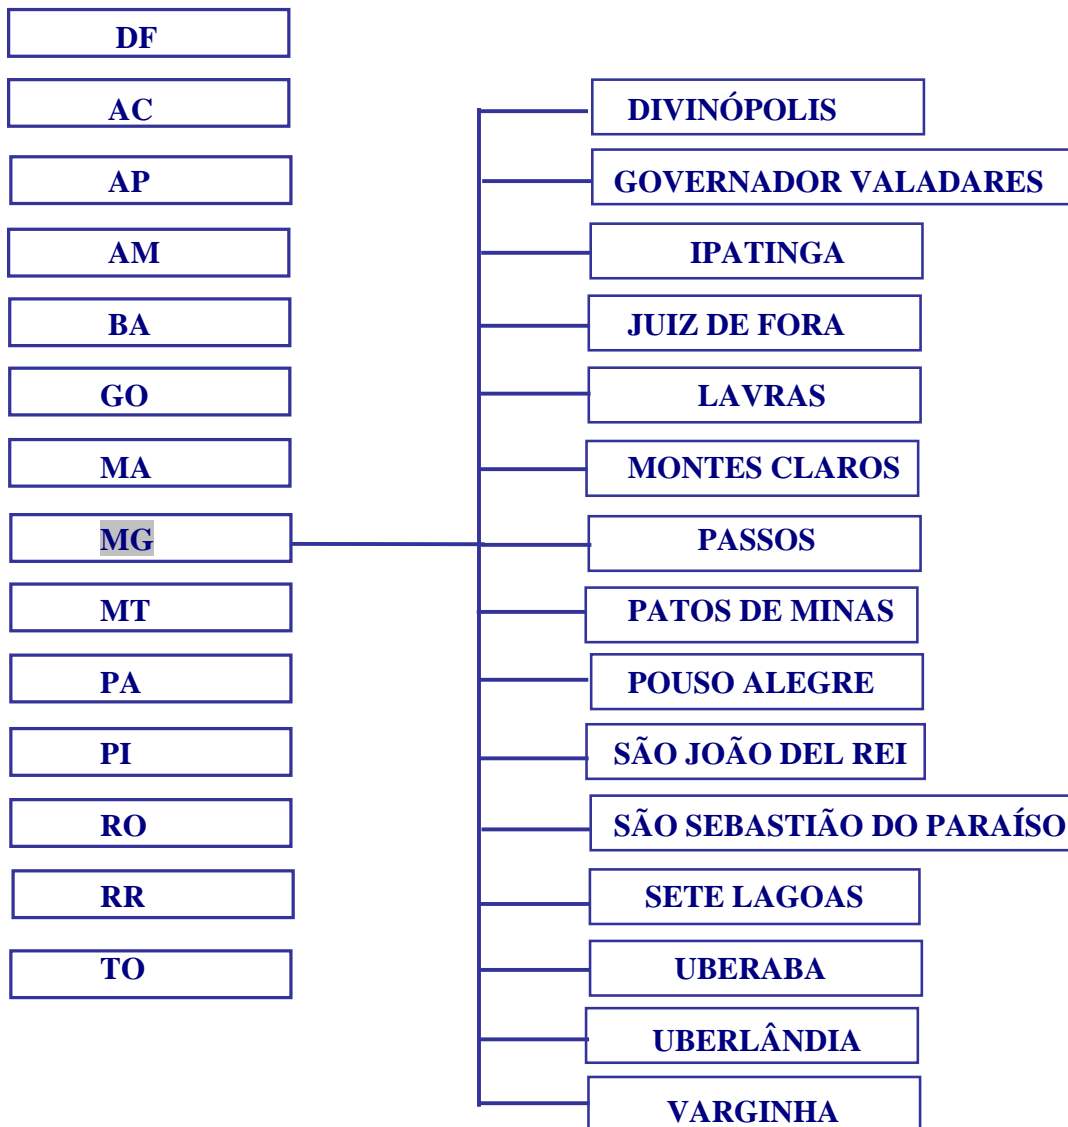 DF
AC
AP
AM
BA
GO
MA
MG
MT
PA
PI
RO
RR
TO
DIVINÓPOLIS
GOVERNADOR VALADARES
IPATINGA
JUIZ DE FORA
LAVRAS
MONTES CLAROS
PASSOS
PATOS DE MINAS
POUSO ALEGRE
SÃO JOÃO DEL REI
SÃO SEBASTIÃO DO PARAÍSO
SETE LAGOAS
UBERABA
UBERLÂNDIA
VARGINHA